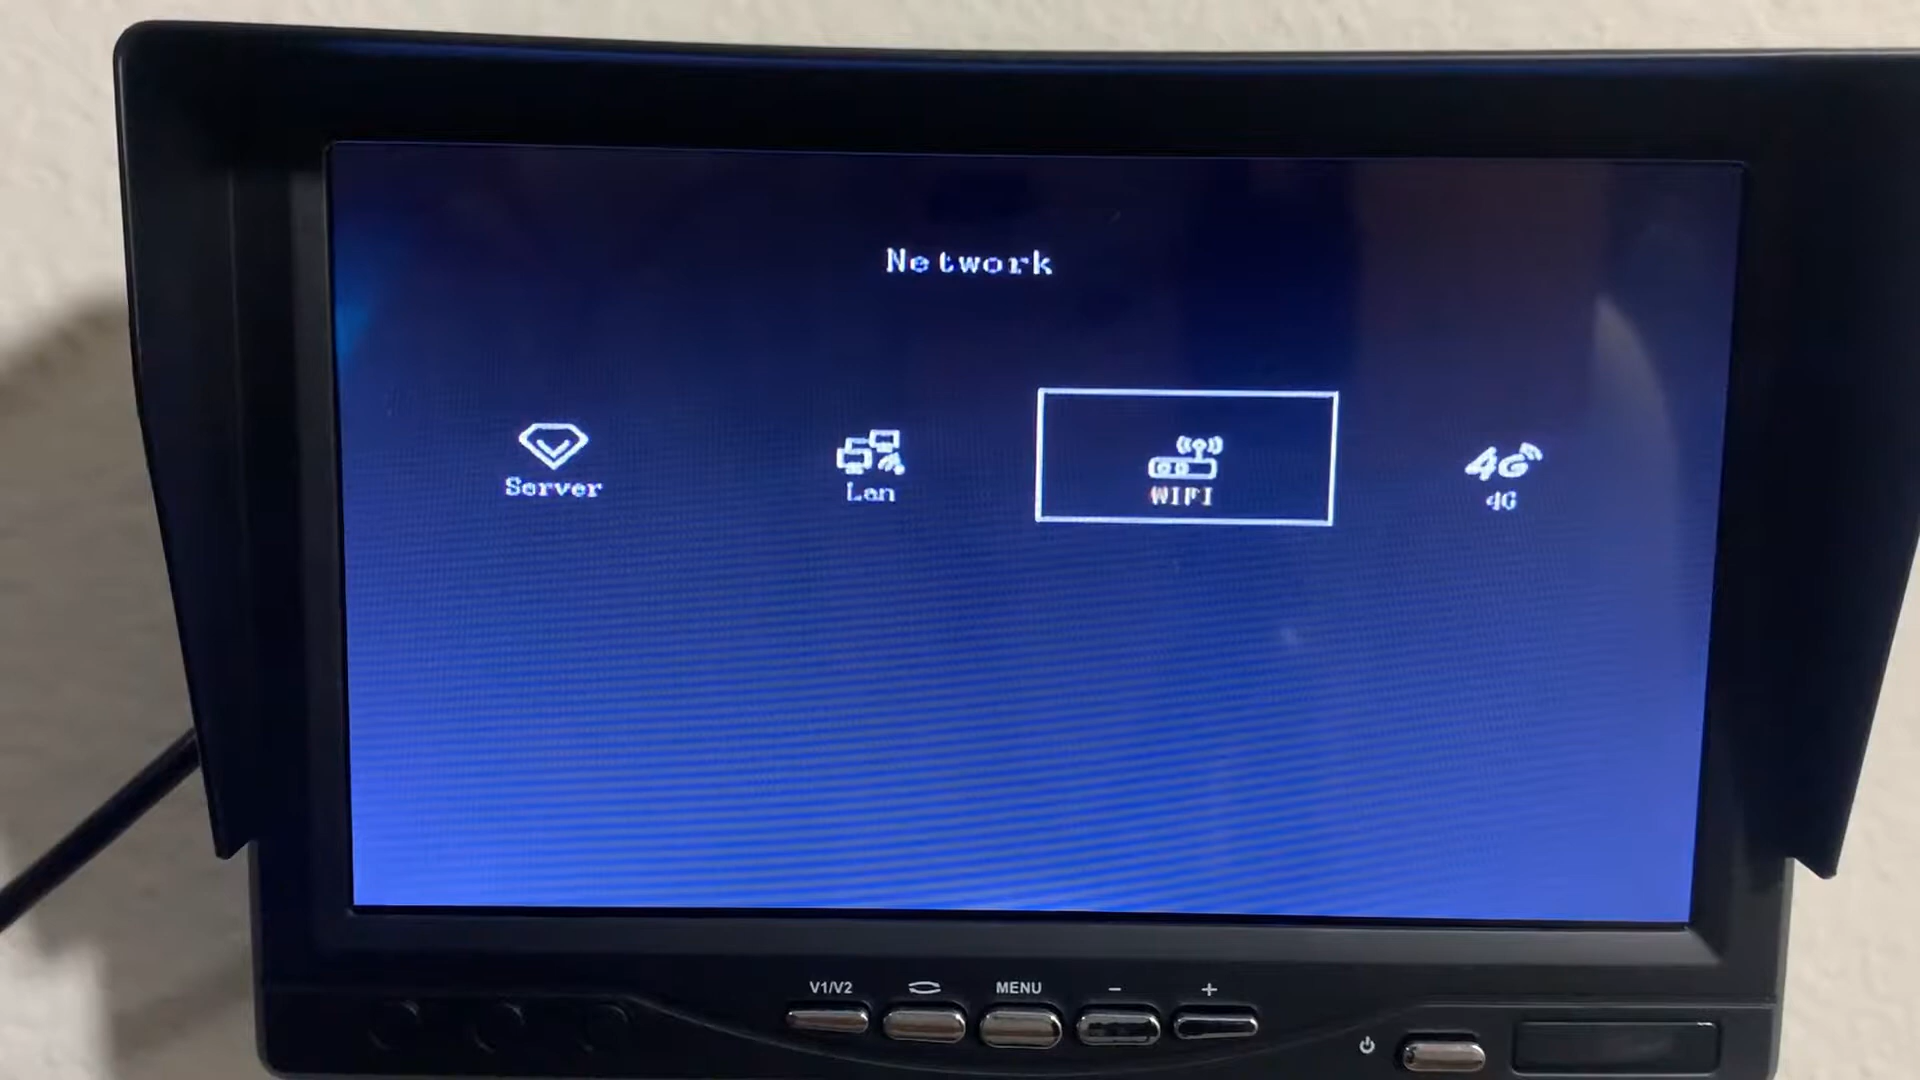 Network
Server
Lan
WIFI
4G
4G
V1/V2
MENU
-
+